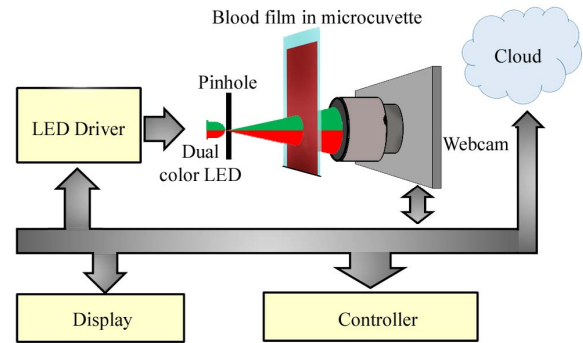 Blood film in microcuvette
Cloud
Pinhole
LED Driver
Dual
color LED
Webcam
Display
Controller